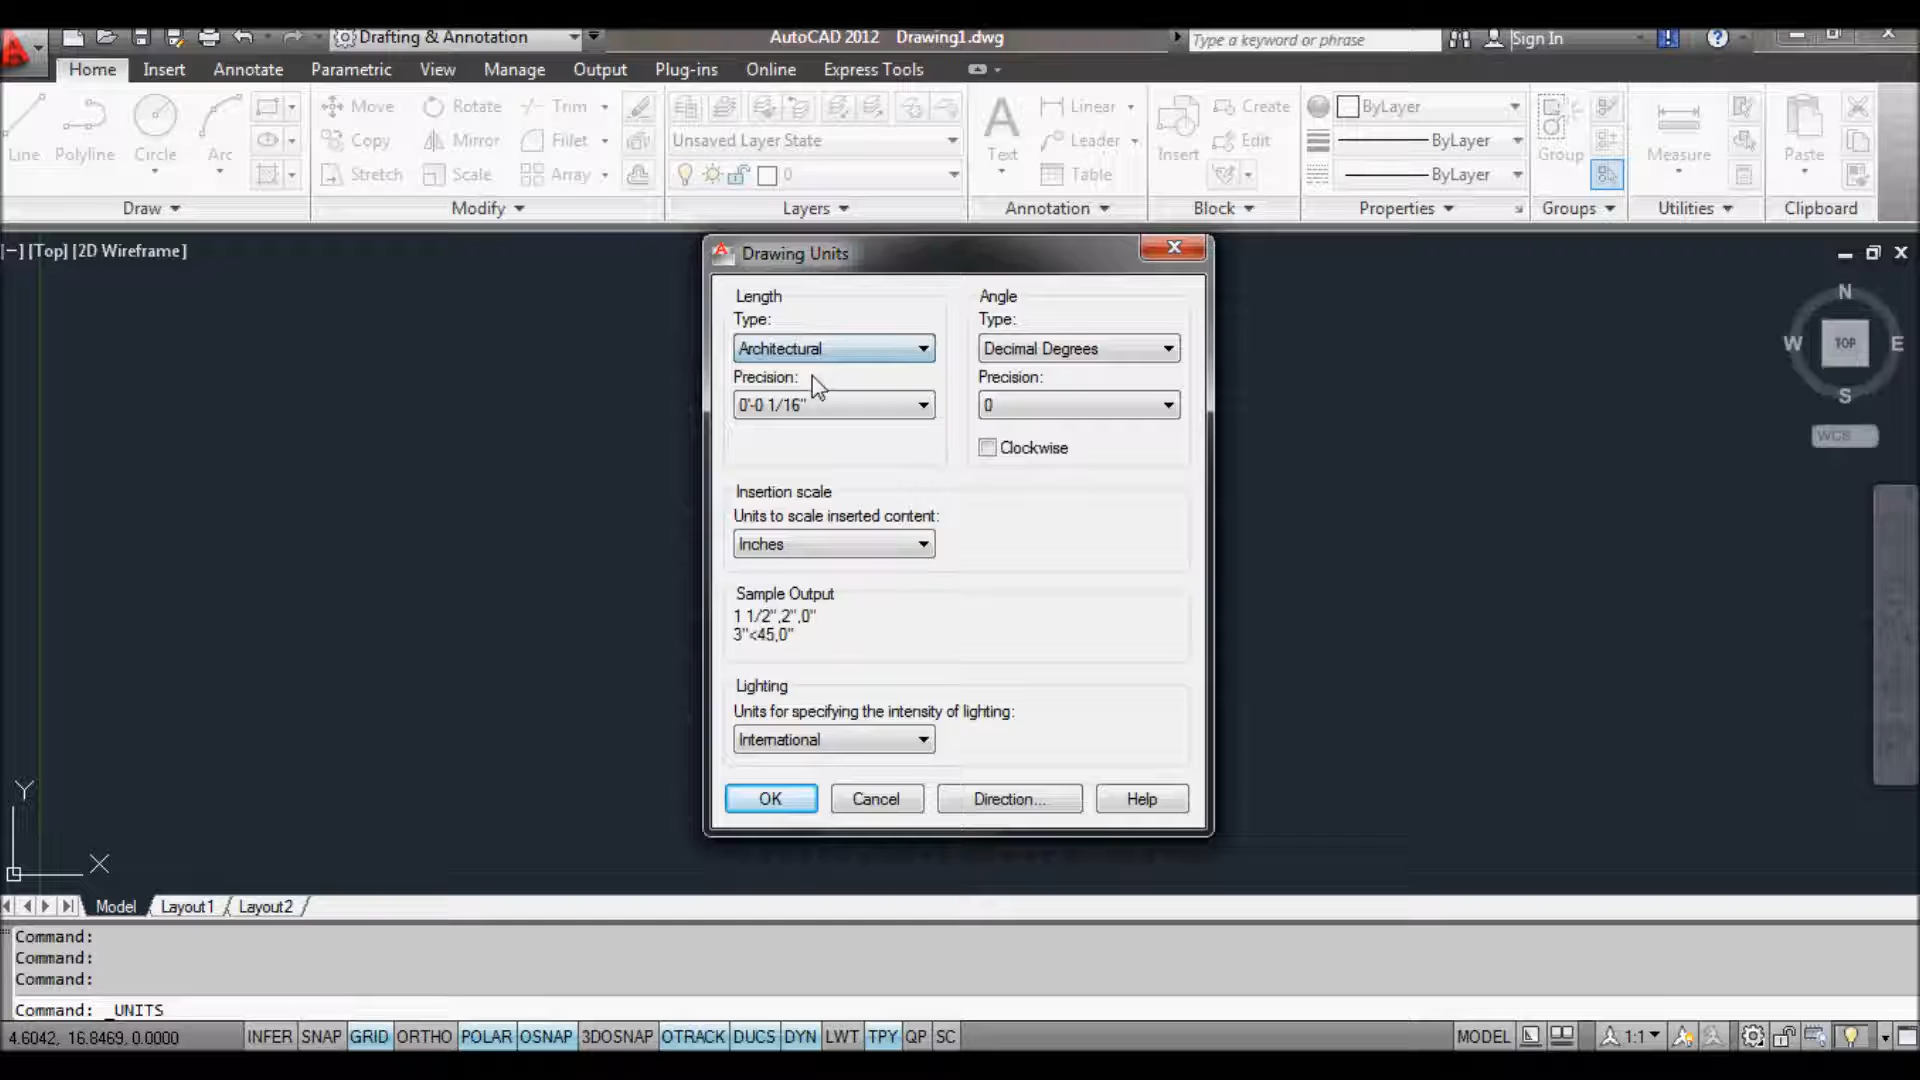 Drafting & Annotation
AutoCAD 2012 Drawing1.dwg
Type a keyword or phrase
Sign In
Home Insert Annotate Parametric View Manage Output Plug-ins Online Express Tools
Move Rotate Trim
Linear
Create
ByLayer
Copy Mirror Fillet
Unsaved Layer State
Leader
Edit
ByLayer
Line Polyline Circle Arc
Text
Insert
Group
Measure
Paste
Stretch Scale Array
0
Table
ByLayer
Draw Modify Layers Annotation Block Properties Groups Utilities Clipboard
[−] [Top] [2D Wireframe]
Drawing Units
Length
Type:
Architectural
Precision:
0'-0 1/16"
Angle
Type:
Decimal Degrees
Precision:
0
Clockwise
Insertion scale
Units to scale inserted content:
Inches
Sample Output
1 1/2",2",0"
3"<45,0"
Lighting
Units for specifying the intensity of lighting:
International
OK Cancel Direction... Help
N
W TOP E
S
WCS
Y
X
Model Layout1 Layout2
Command:
Command:
Command:
Command: _UNITS
4.6042, 16.8469, 0.0000 INFER SNAP GRID ORTHO POLAR OSNAP 3DOSNAP OTRACK DUCS DYN LWT TPY QP SC MODEL 1:1